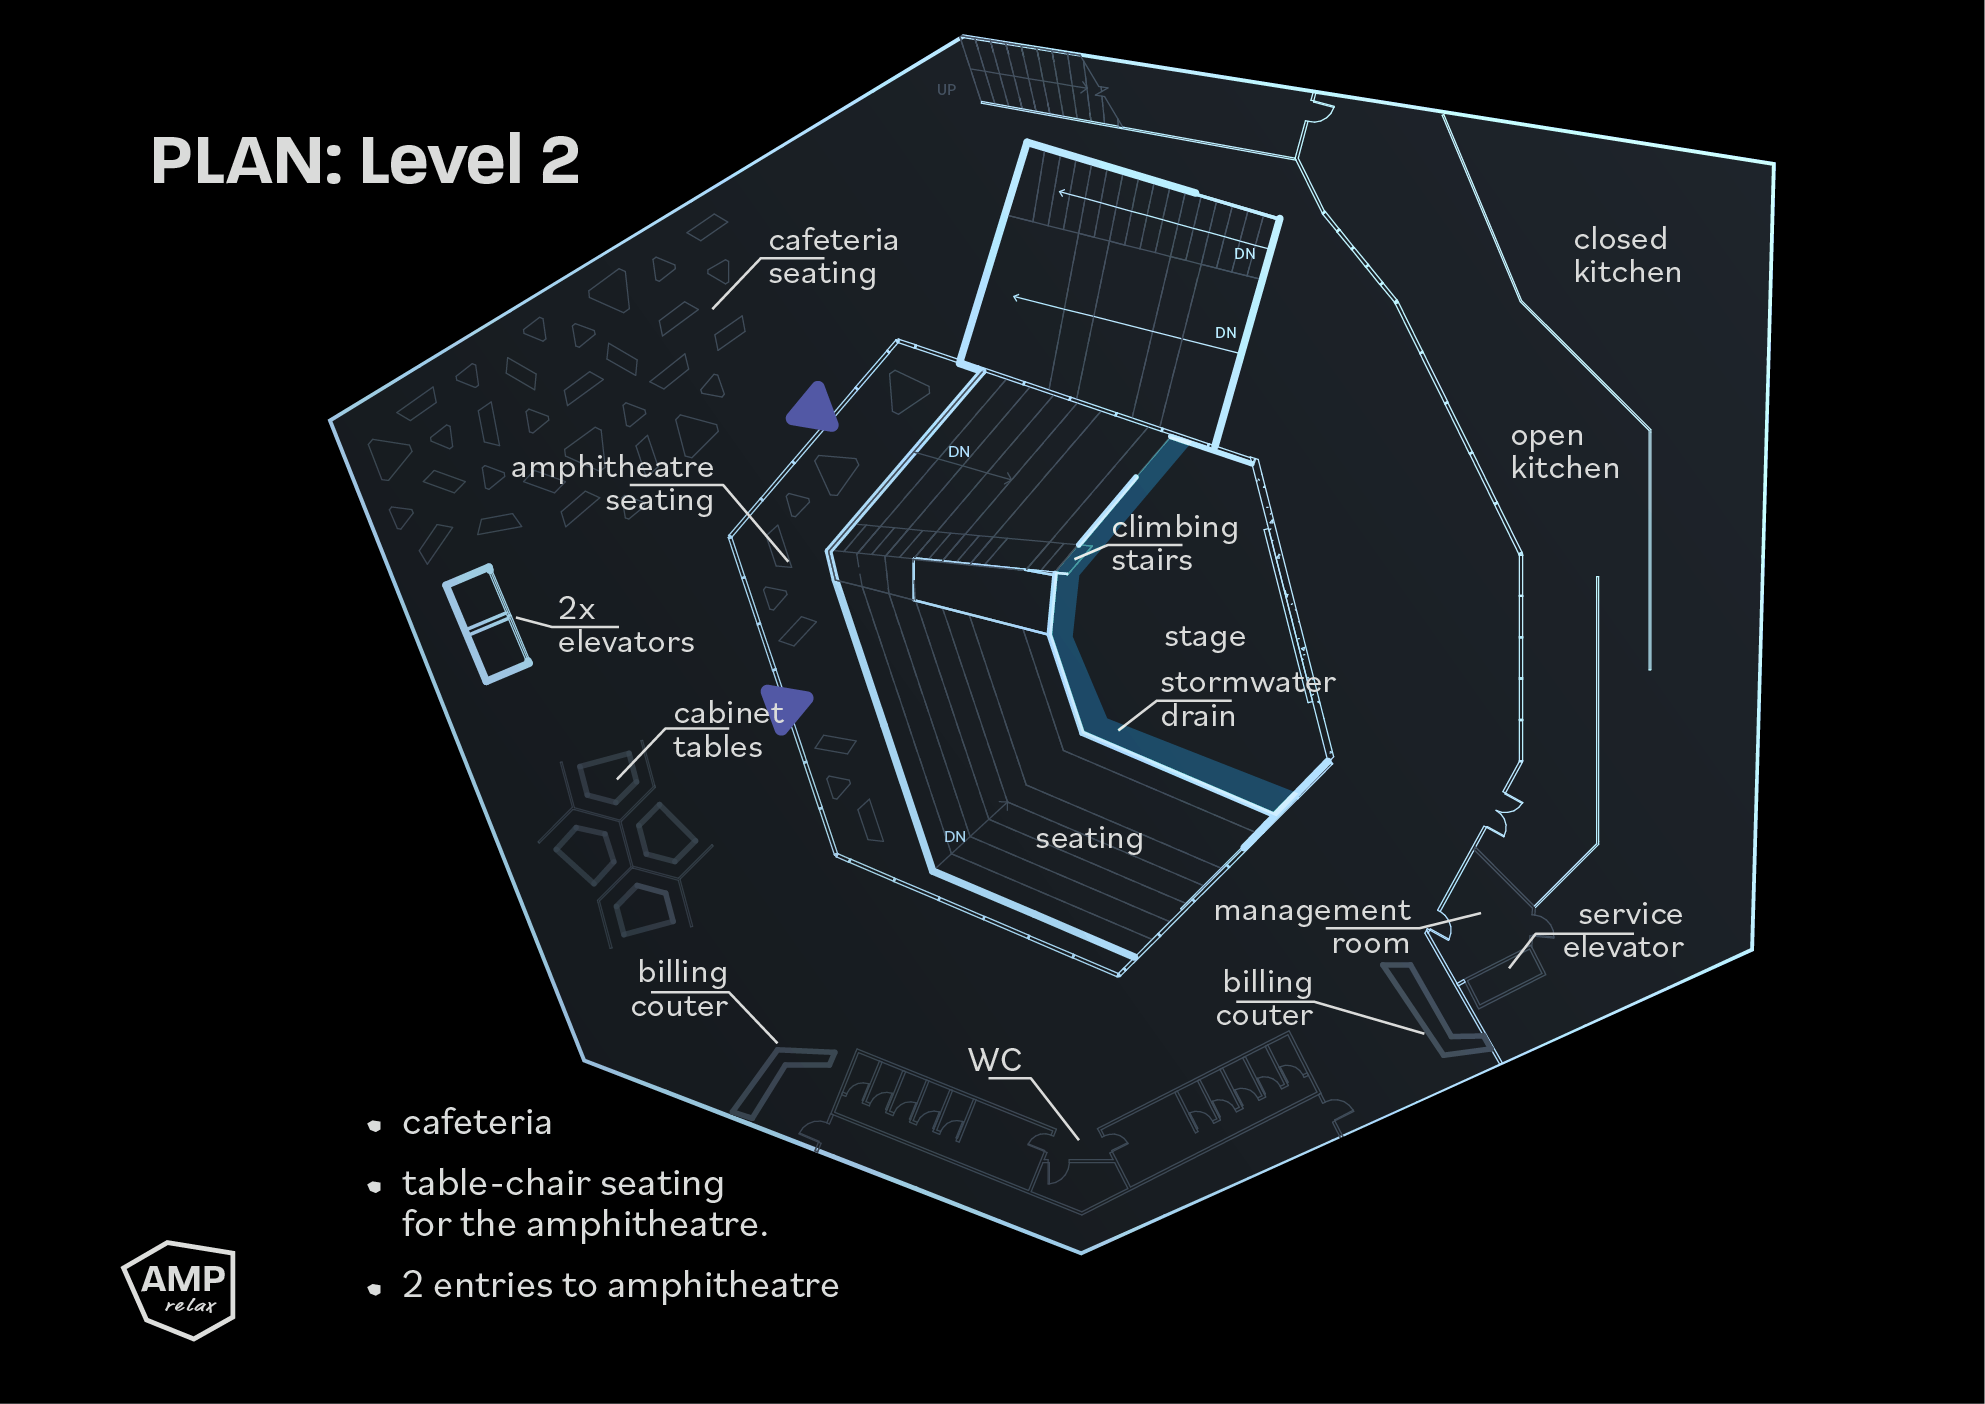 UP
PLAN: Level 2
cafeteria
seating
DN
DN
closed
kitchen
amphitheatre
seating
DN
open
kitchen
climbing
stairs
2x
elevators
stage
stormwater
drain
cabinet
tables
DN
seating
management
room
service
elevator
billing
couter
billing
couter
WC
cafeteria
table-chair seating
for the amphitheatre.
2 entries to amphitheatre
AMP
relax